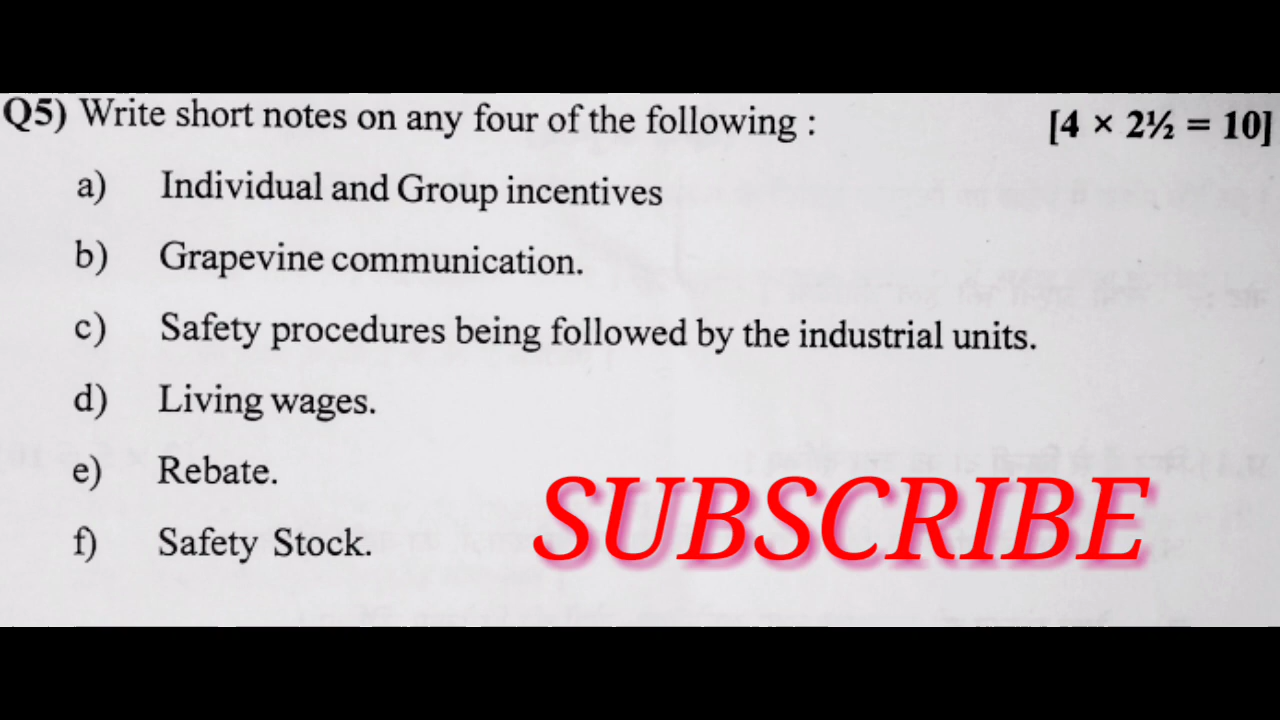 Q5) Write short notes on any four of the following : [4 × 2½ = 10]
a) Individual and Group incentives
b) Grapevine communication.
c) Safety procedures being followed by the industrial units.
d) Living wages.
e) Rebate.
f) Safety Stock.
SUBSCRIBE